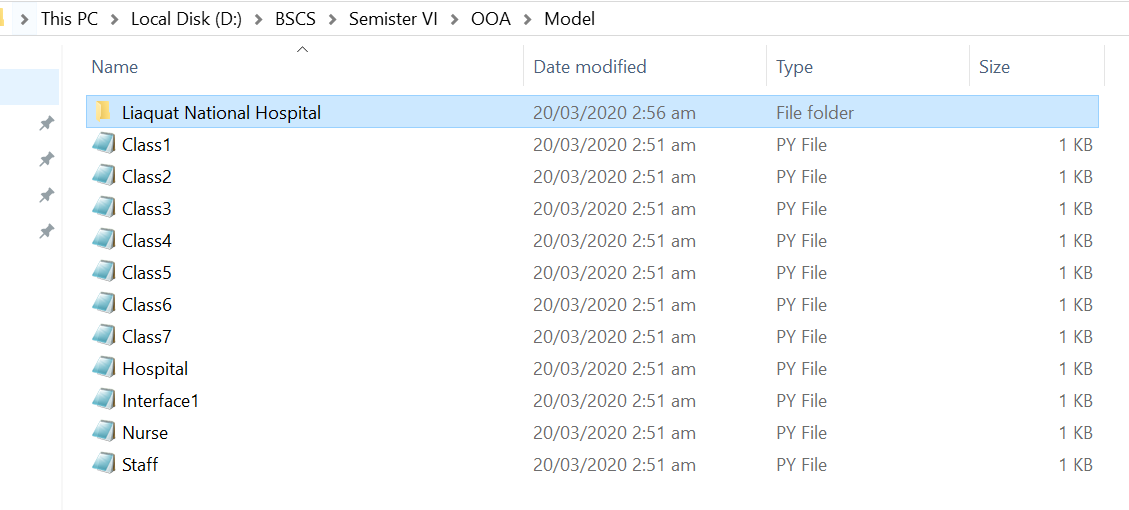 This PC > Local Disk (D:) > BSCS > Semister VI > OOA > Model
Name Date modified Type Size
Liaquat National Hospital 20/03/2020 2:56 am File folder
Class1 20/03/2020 2:51 am PY File 1 KB
Class2 20/03/2020 2:51 am PY File 1 KB
Class3 20/03/2020 2:51 am PY File 1 KB
Class4 20/03/2020 2:51 am PY File 1 KB
Class5 20/03/2020 2:51 am PY File 1 KB
Class6 20/03/2020 2:51 am PY File 1 KB
Class7 20/03/2020 2:51 am PY File 1 KB
Hospital 20/03/2020 2:51 am PY File 1 KB
Interface1 20/03/2020 2:51 am PY File 1 KB
Nurse 20/03/2020 2:51 am PY File 1 KB
Staff 20/03/2020 2:51 am PY File 1 KB